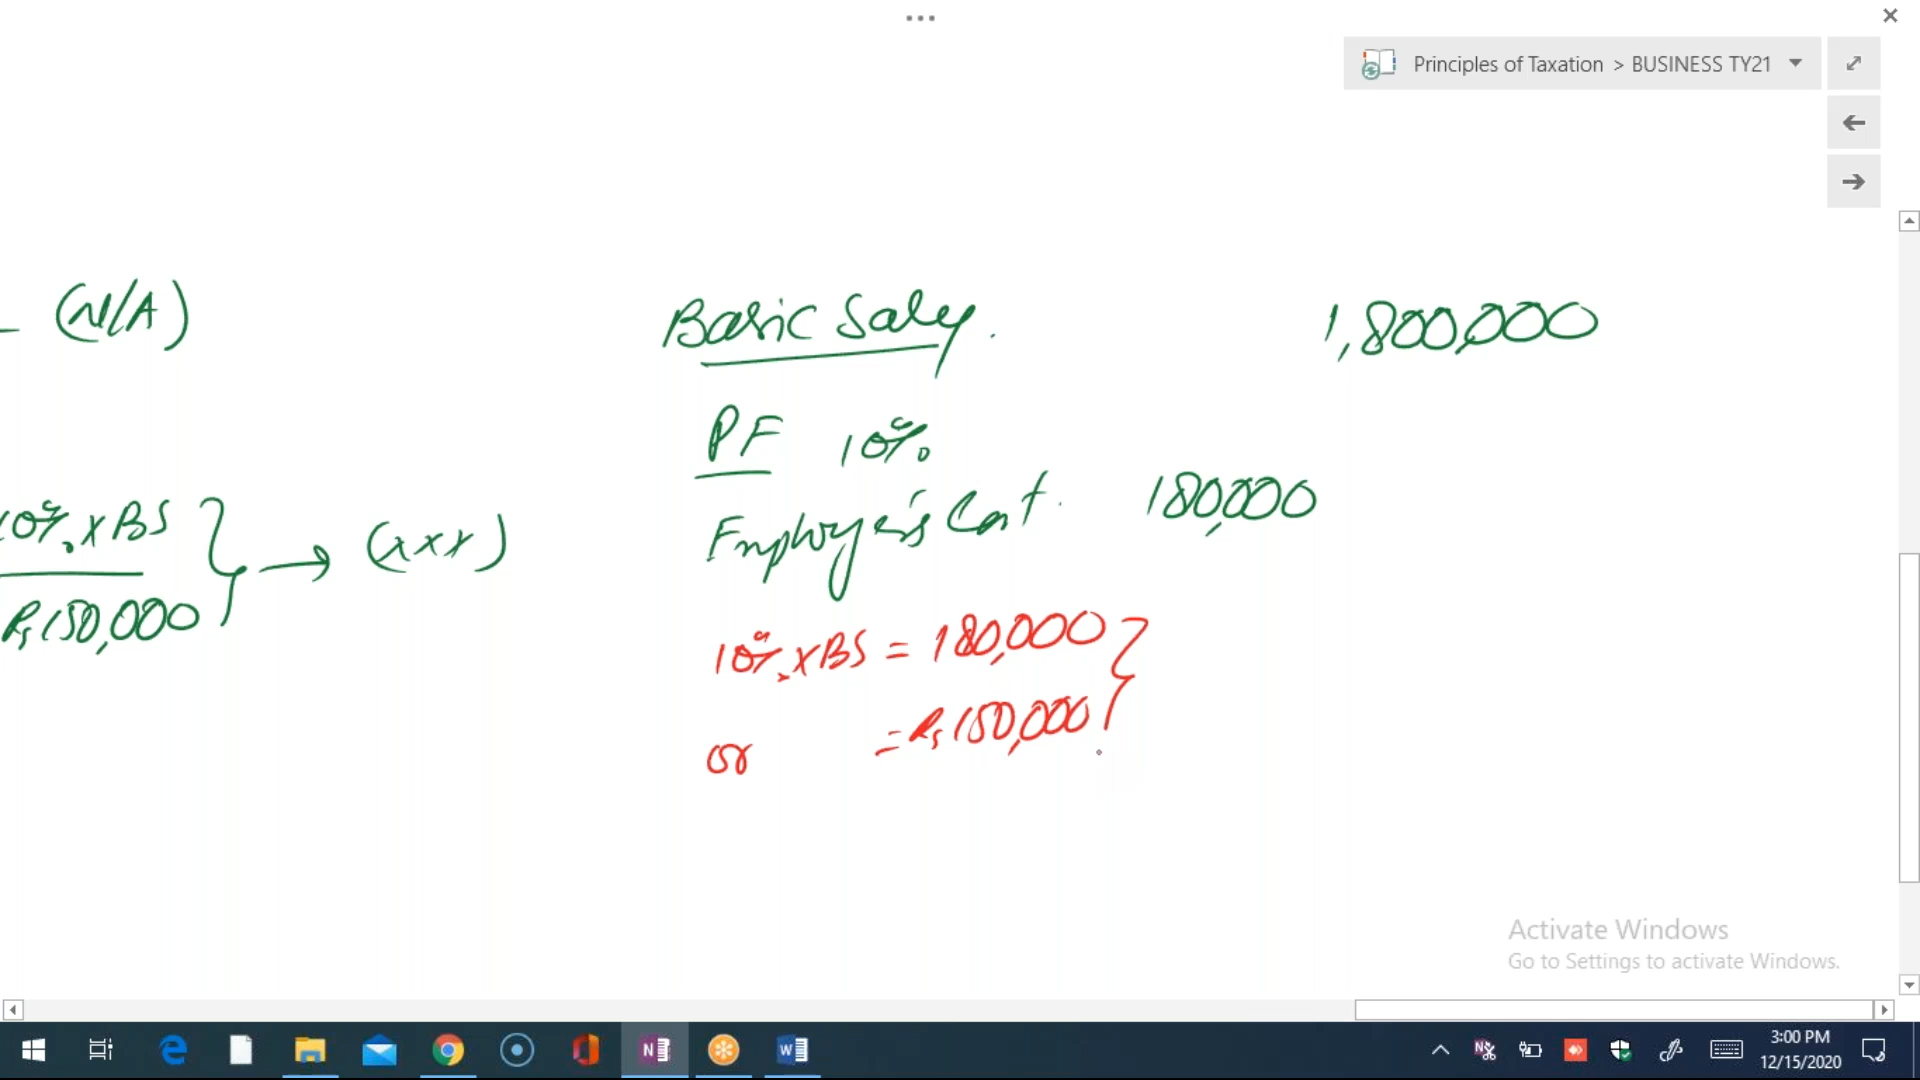 Principles of Taxation > BUSINESS TY21
(N/A)
Basic Salary.
1,800,000
PF 10%
10% x BS
Rs 150,000
(xxx)
Employer's Cont. 180,000
10% x BS = 180,000
or = Rs 150,000
Activate Windows
Go to Settings to activate Windows.
3:00 PM
12/15/2020